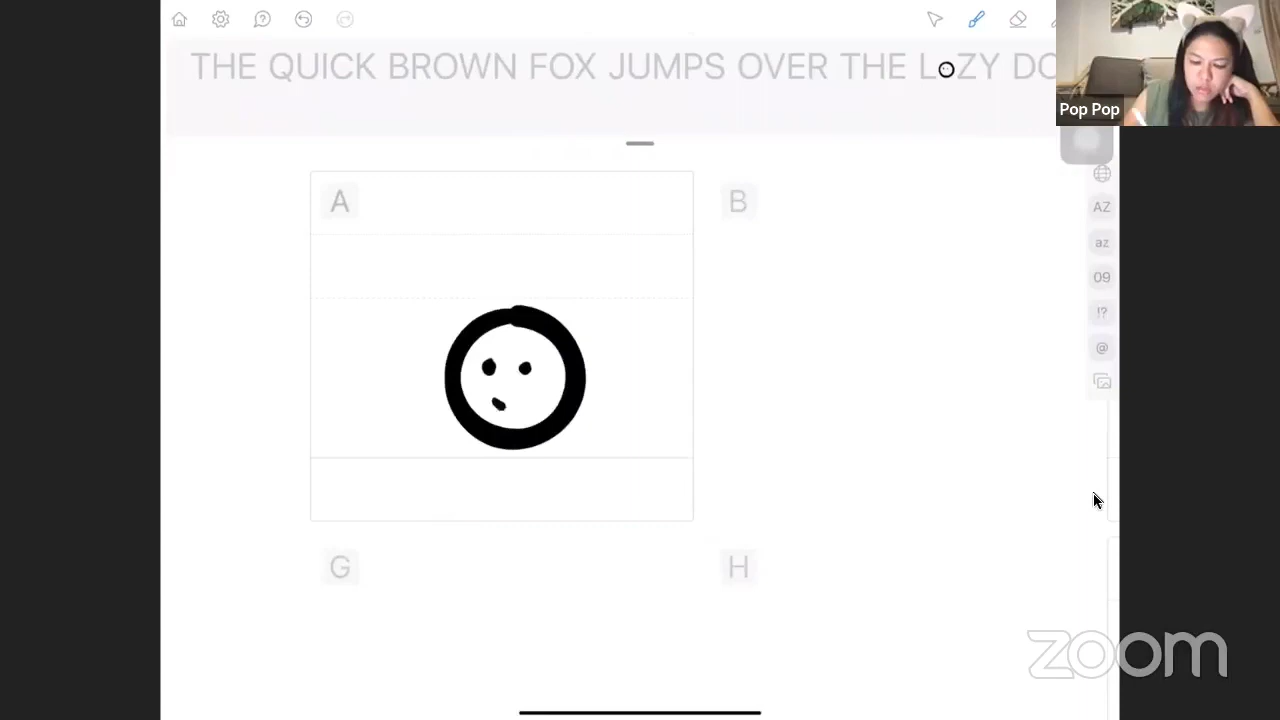 THE QUICK BROWN FOX JUMPS OVER THE L ZY DO
Pop Pop
A
B
AZ
az
09
!?
@
G
H
zoom